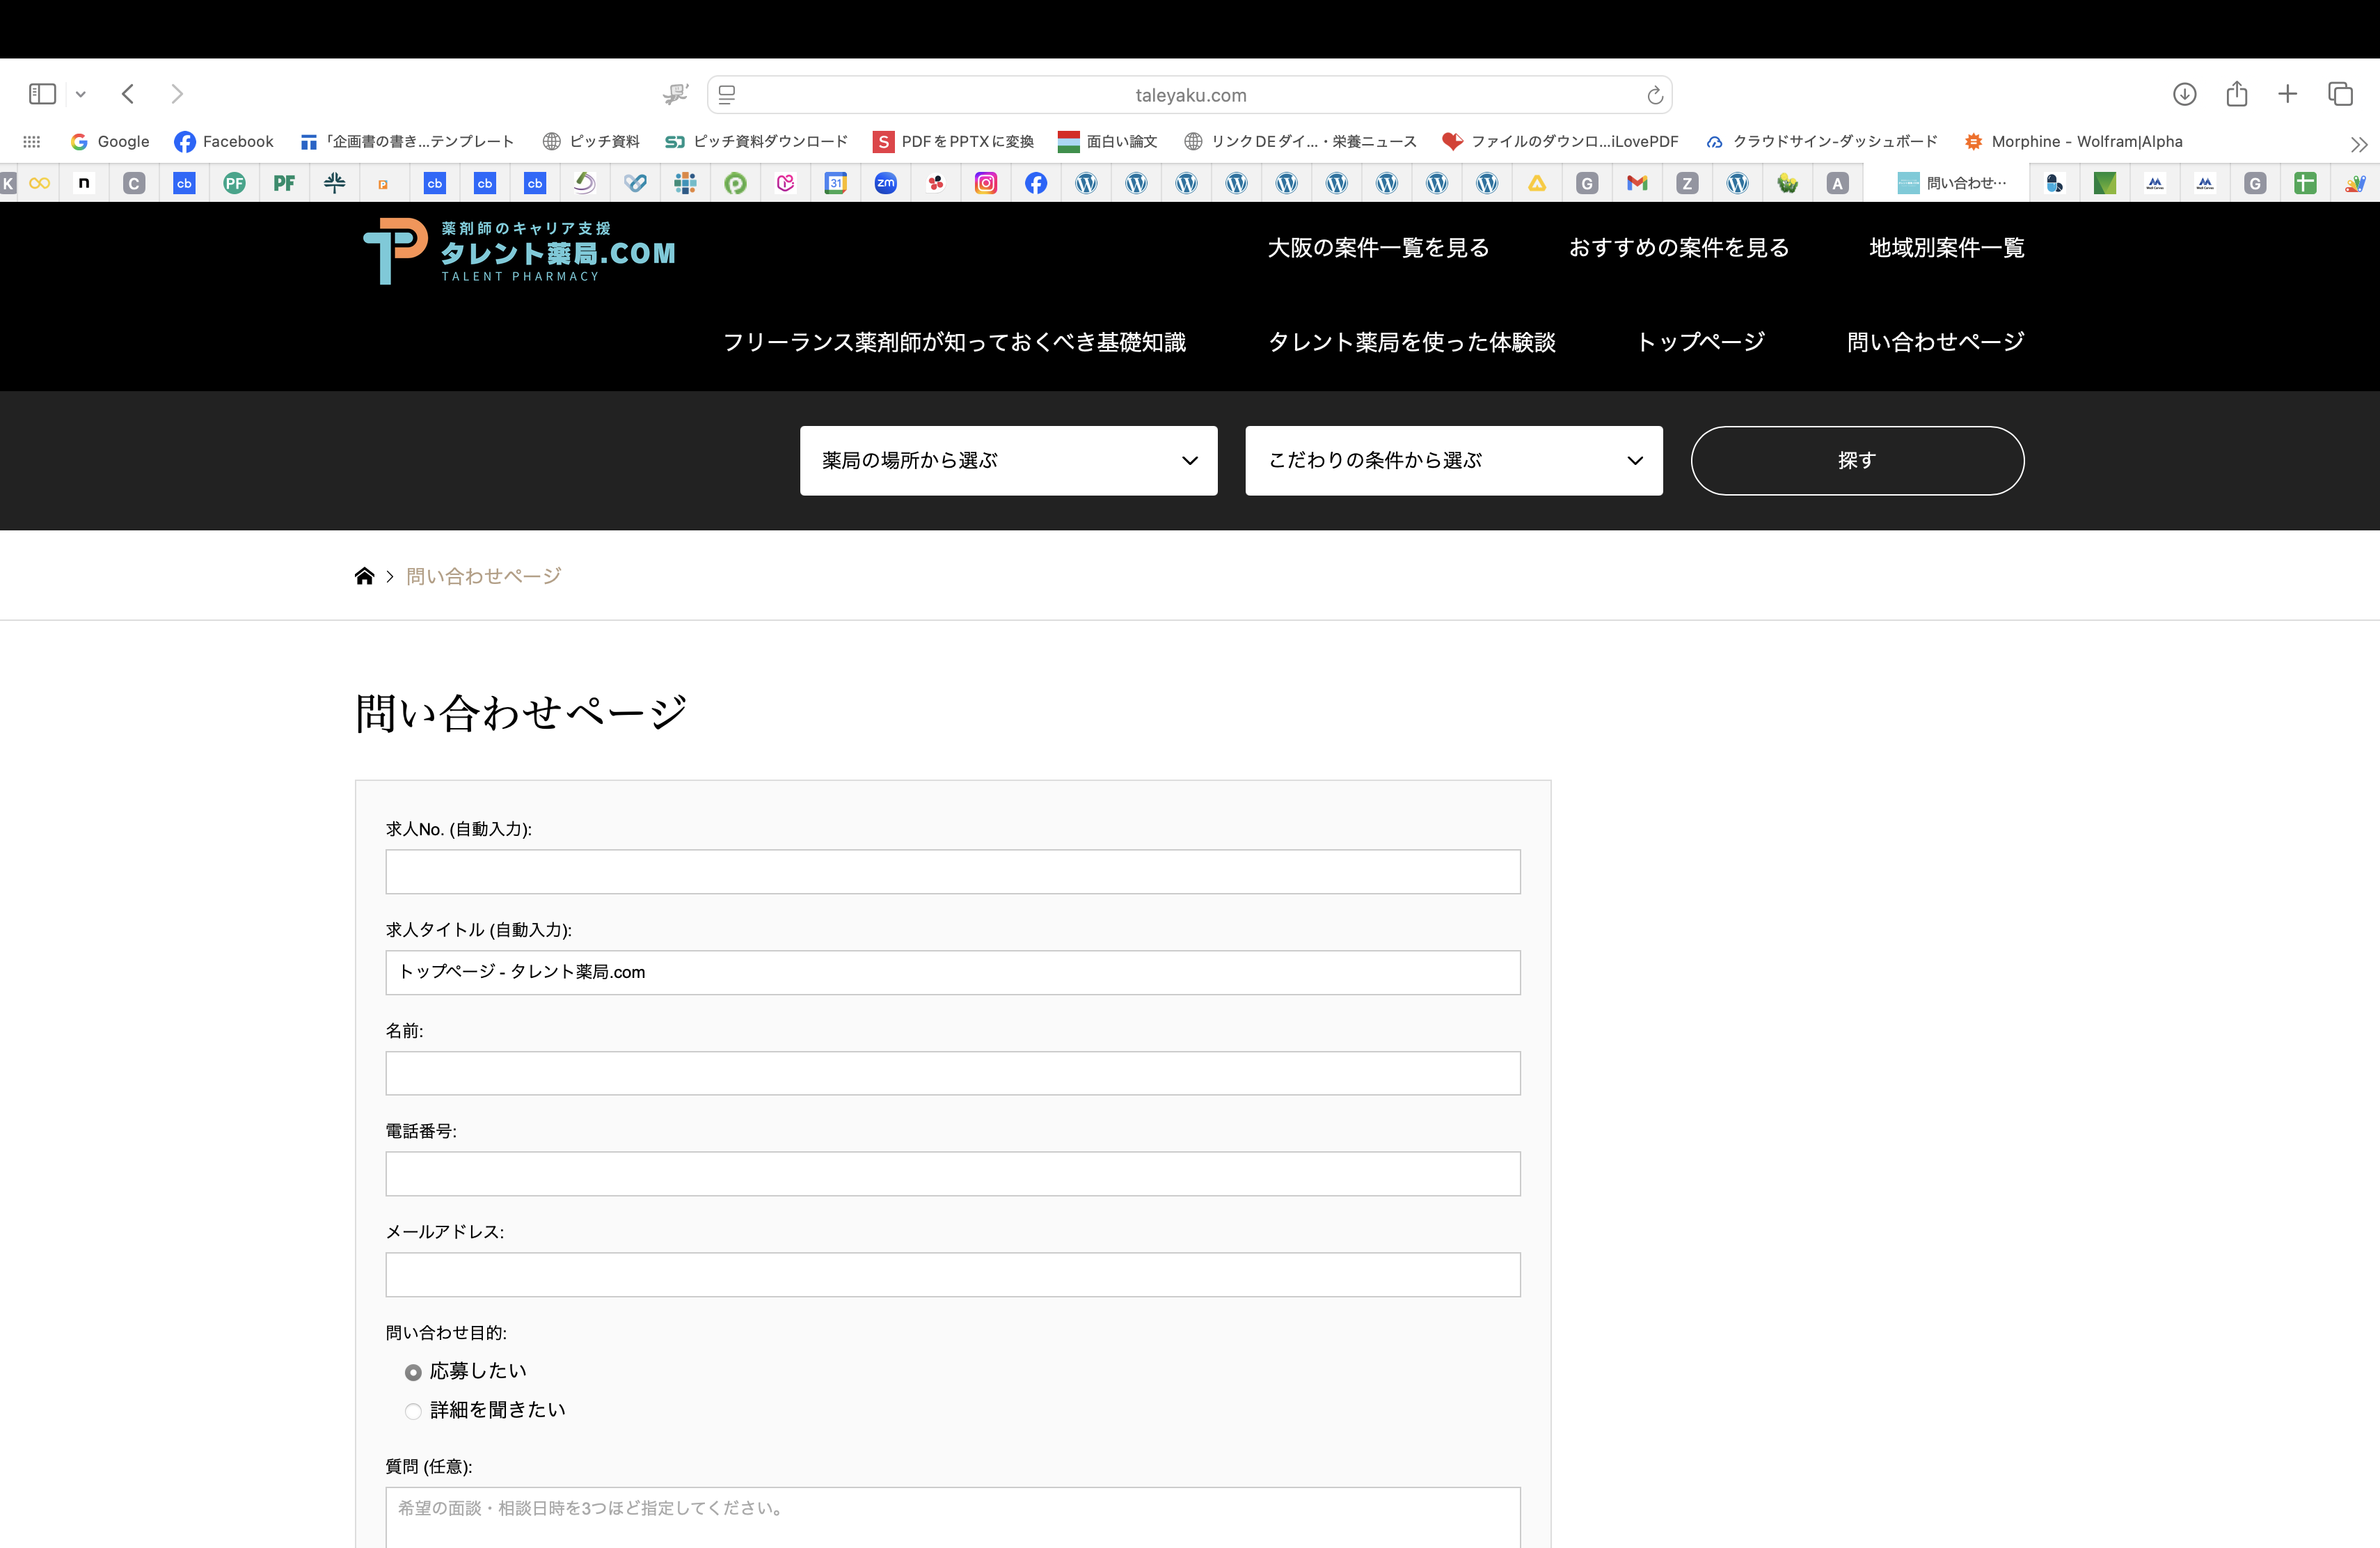 taleyaku.com
Google
Facebook
「企画書の書き…テンプレート
ピッチ資料
ピッチ資料ダウンロード
PDFをPPTXに変換
面白い論文
リンクDEダイ…・栄養ニュース
ファイルのダウンロ...iLovePDF
クラウドサイン-ダッシュボード
Morphine - Wolfram|Alpha
問い合わせ…
薬剤師のキャリア支援
タレント薬局.COM
TALENT PHARMACY
大阪の案件一覧を見る
おすすめの案件を見る
地域別案件一覧
フリーランス薬剤師が知っておくべき基礎知識
タレント薬局を使った体験談
トップページ
問い合わせページ
薬局の場所から選ぶ
こだわりの条件から選ぶ
探す
問い合わせページ
問い合わせページ
求人No. (自動入力):
求人タイトル (自動入力):
トップページ - タレント薬局.com
名前:
電話番号:
メールアドレス:
問い合わせ目的:
応募したい
詳細を聞きたい
質問 (任意):
希望の面談・相談日時を3つほど指定してください。